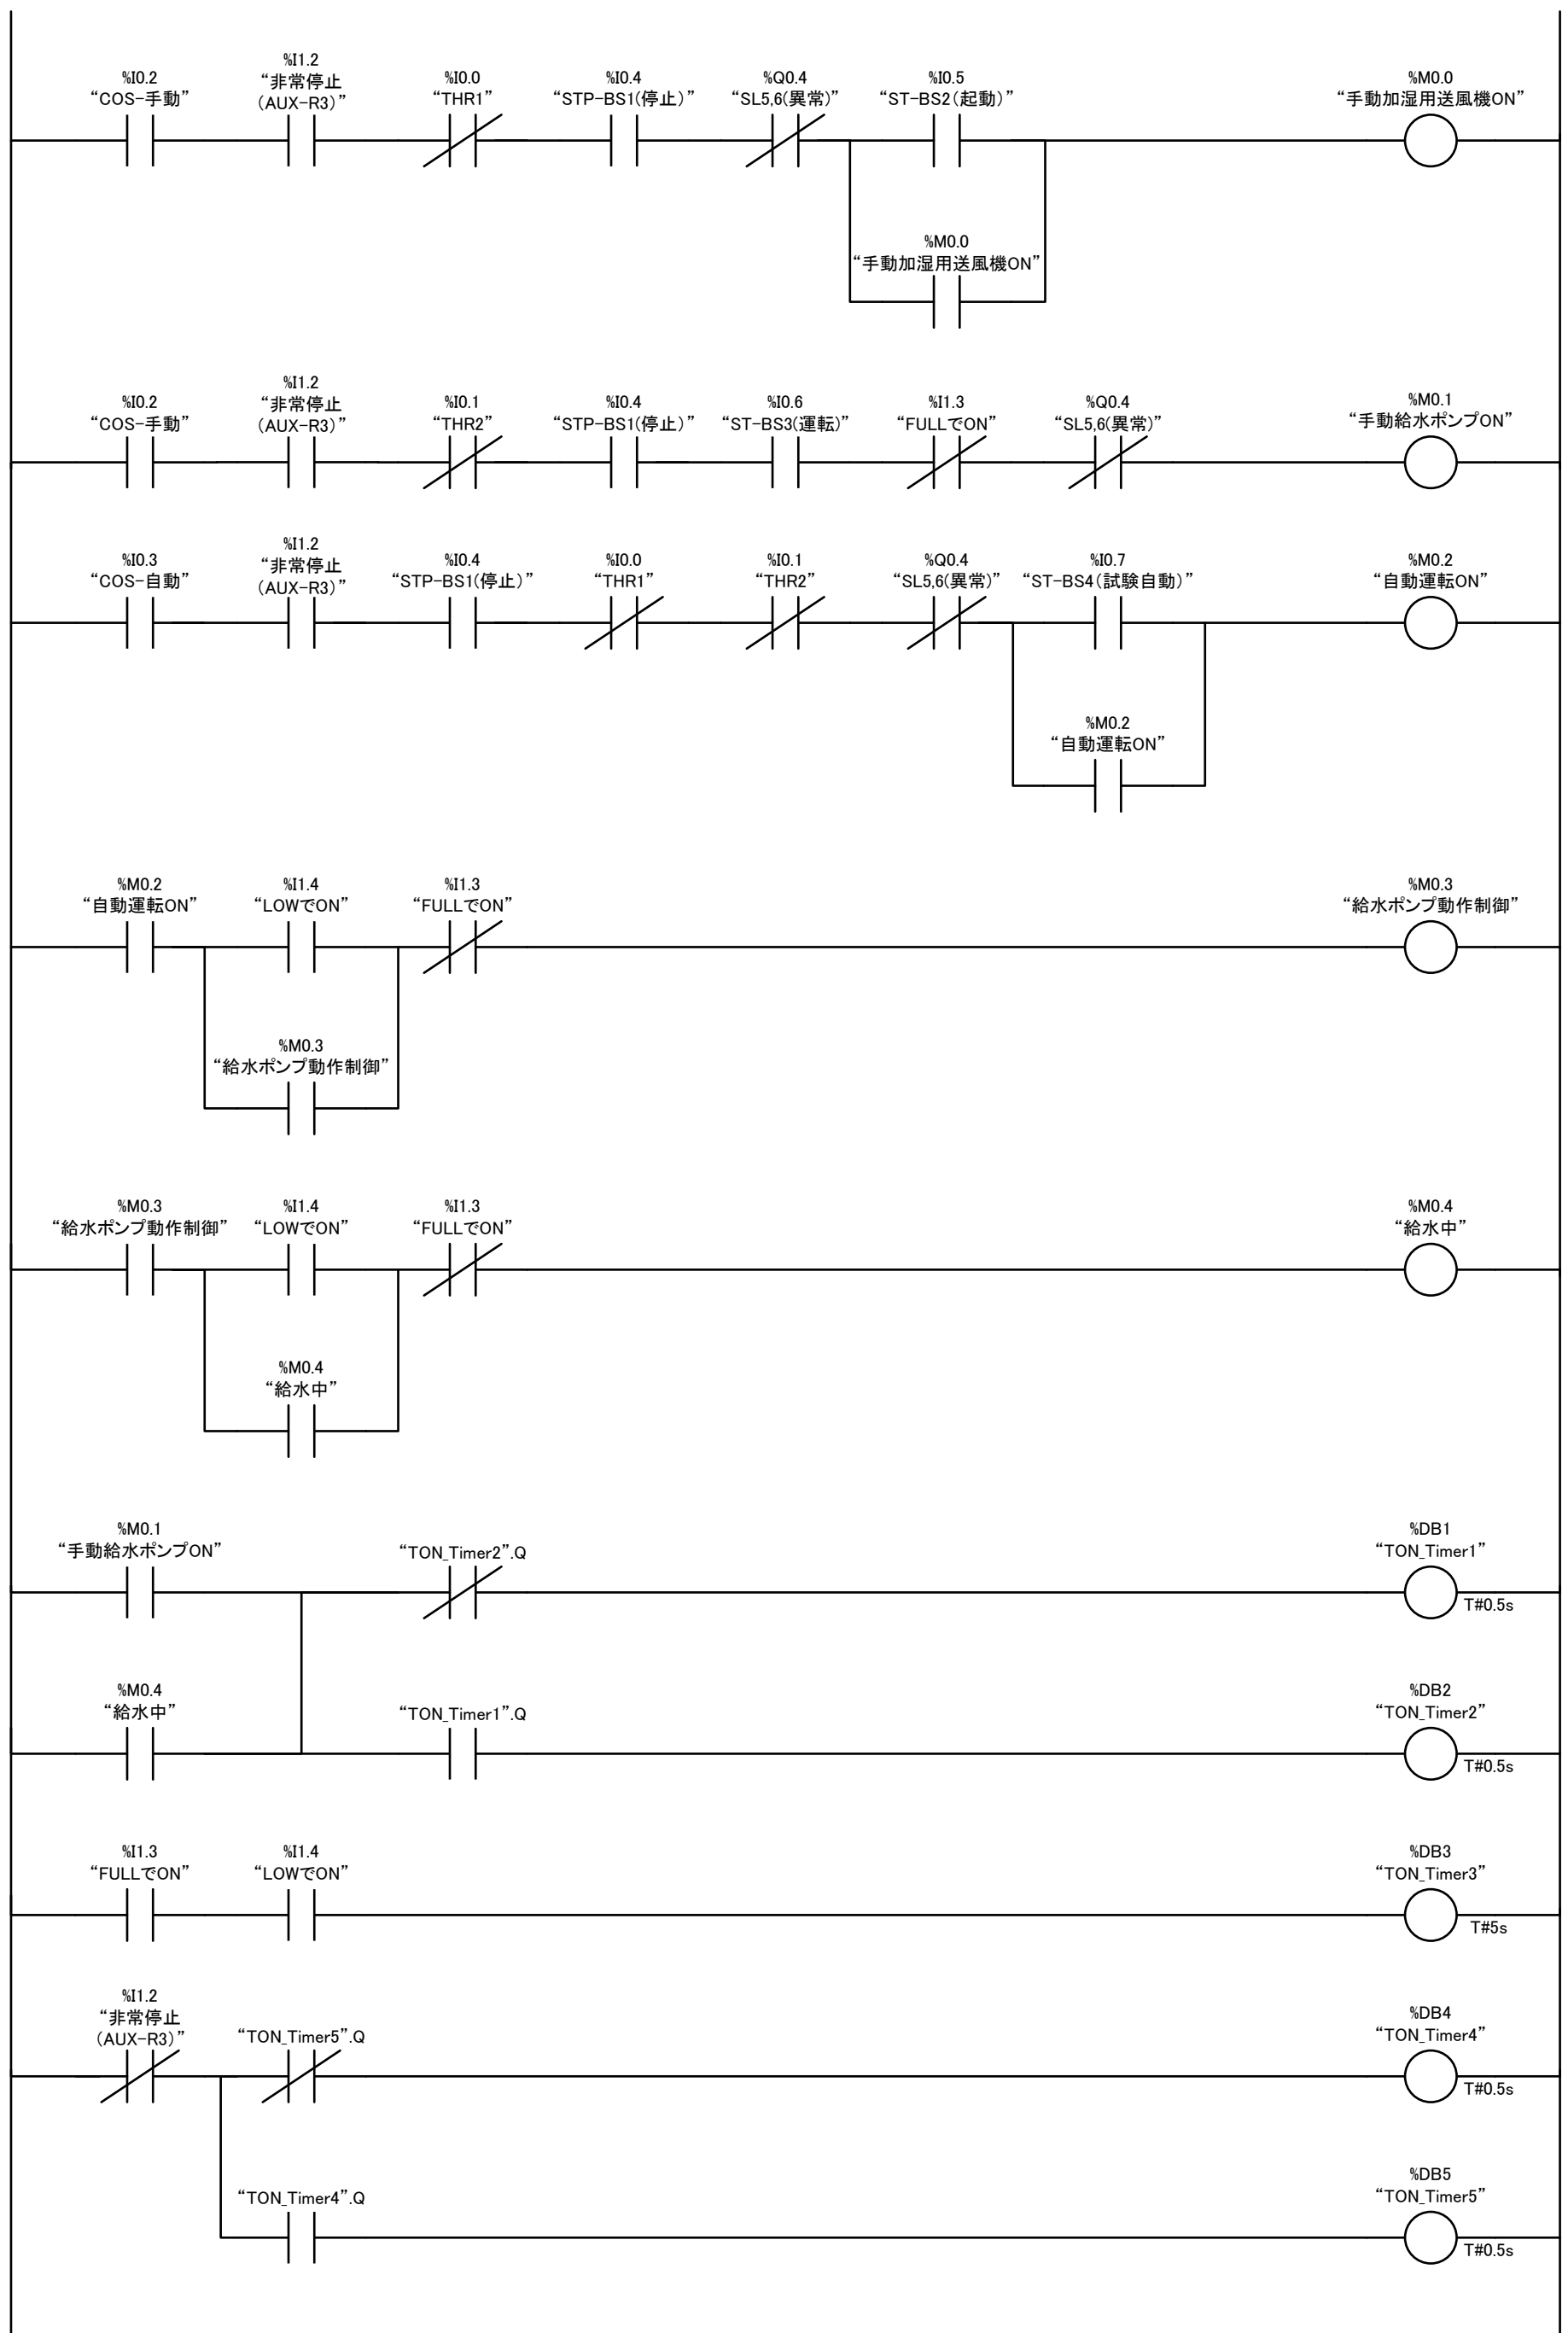 %I0.2
“COS-手動”
%I1.2
“非常停止
(AUX-R3)”
%I0.0
“THR1”
%I0.4
“STP-BS1(停止)”
%Q0.4
“SL5,6(異常)”
%I0.5
“ST-BS2(起動)”
%M0.0
“手動加湿用送風機ON”
%M0.0
“手動加湿用送風機ON”
%I0.2
“COS-手動”
%I1.2
“非常停止
(AUX-R3)”
%I0.1
“THR2”
%I0.4
“STP-BS1(停止)”
%I0.6
“ST-BS3(運転)”
%I1.3
“FULLでON”
%Q0.4
“SL5,6(異常)”
%M0.1
“手動給水ポンプON”
%I0.3
“COS-自動”
%I1.2
“非常停止
(AUX-R3)”
%I0.4
“STP-BS1(停止)”
%I0.0
“THR1”
%I0.1
“THR2”
%Q0.4
“SL5,6(異常)”
%I0.7
“ST-BS4(試験自動)”
%M0.2
“自動運転ON”
%M0.2
“自動運転ON”
%M0.2
“自動運転ON”
%I1.4
“LOWでON”
%I1.3
“FULLでON”
%M0.3
“給水ポンプ動作制御”
%M0.3
“給水ポンプ動作制御”
%M0.3
“給水ポンプ動作制御”
%I1.4
“LOWでON”
%I1.3
“FULLでON”
%M0.4
“給水中”
%M0.4
“給水中”
%M0.1
“手動給水ポンプON”
“TON_Timer2”.Q
%DB1
“TON_Timer1”
T#0.5s
%M0.4
“給水中”
“TON_Timer1”.Q
%DB2
“TON_Timer2”
T#0.5s
%I1.3
“FULLでON”
%I1.4
“LOWでON”
%DB3
“TON_Timer3”
T#5s
%I1.2
“非常停止
(AUX-R3)”
“TON_Timer5”.Q
%DB4
“TON_Timer4”
T#0.5s
“TON_Timer4”.Q
%DB5
“TON_Timer5”
T#0.5s